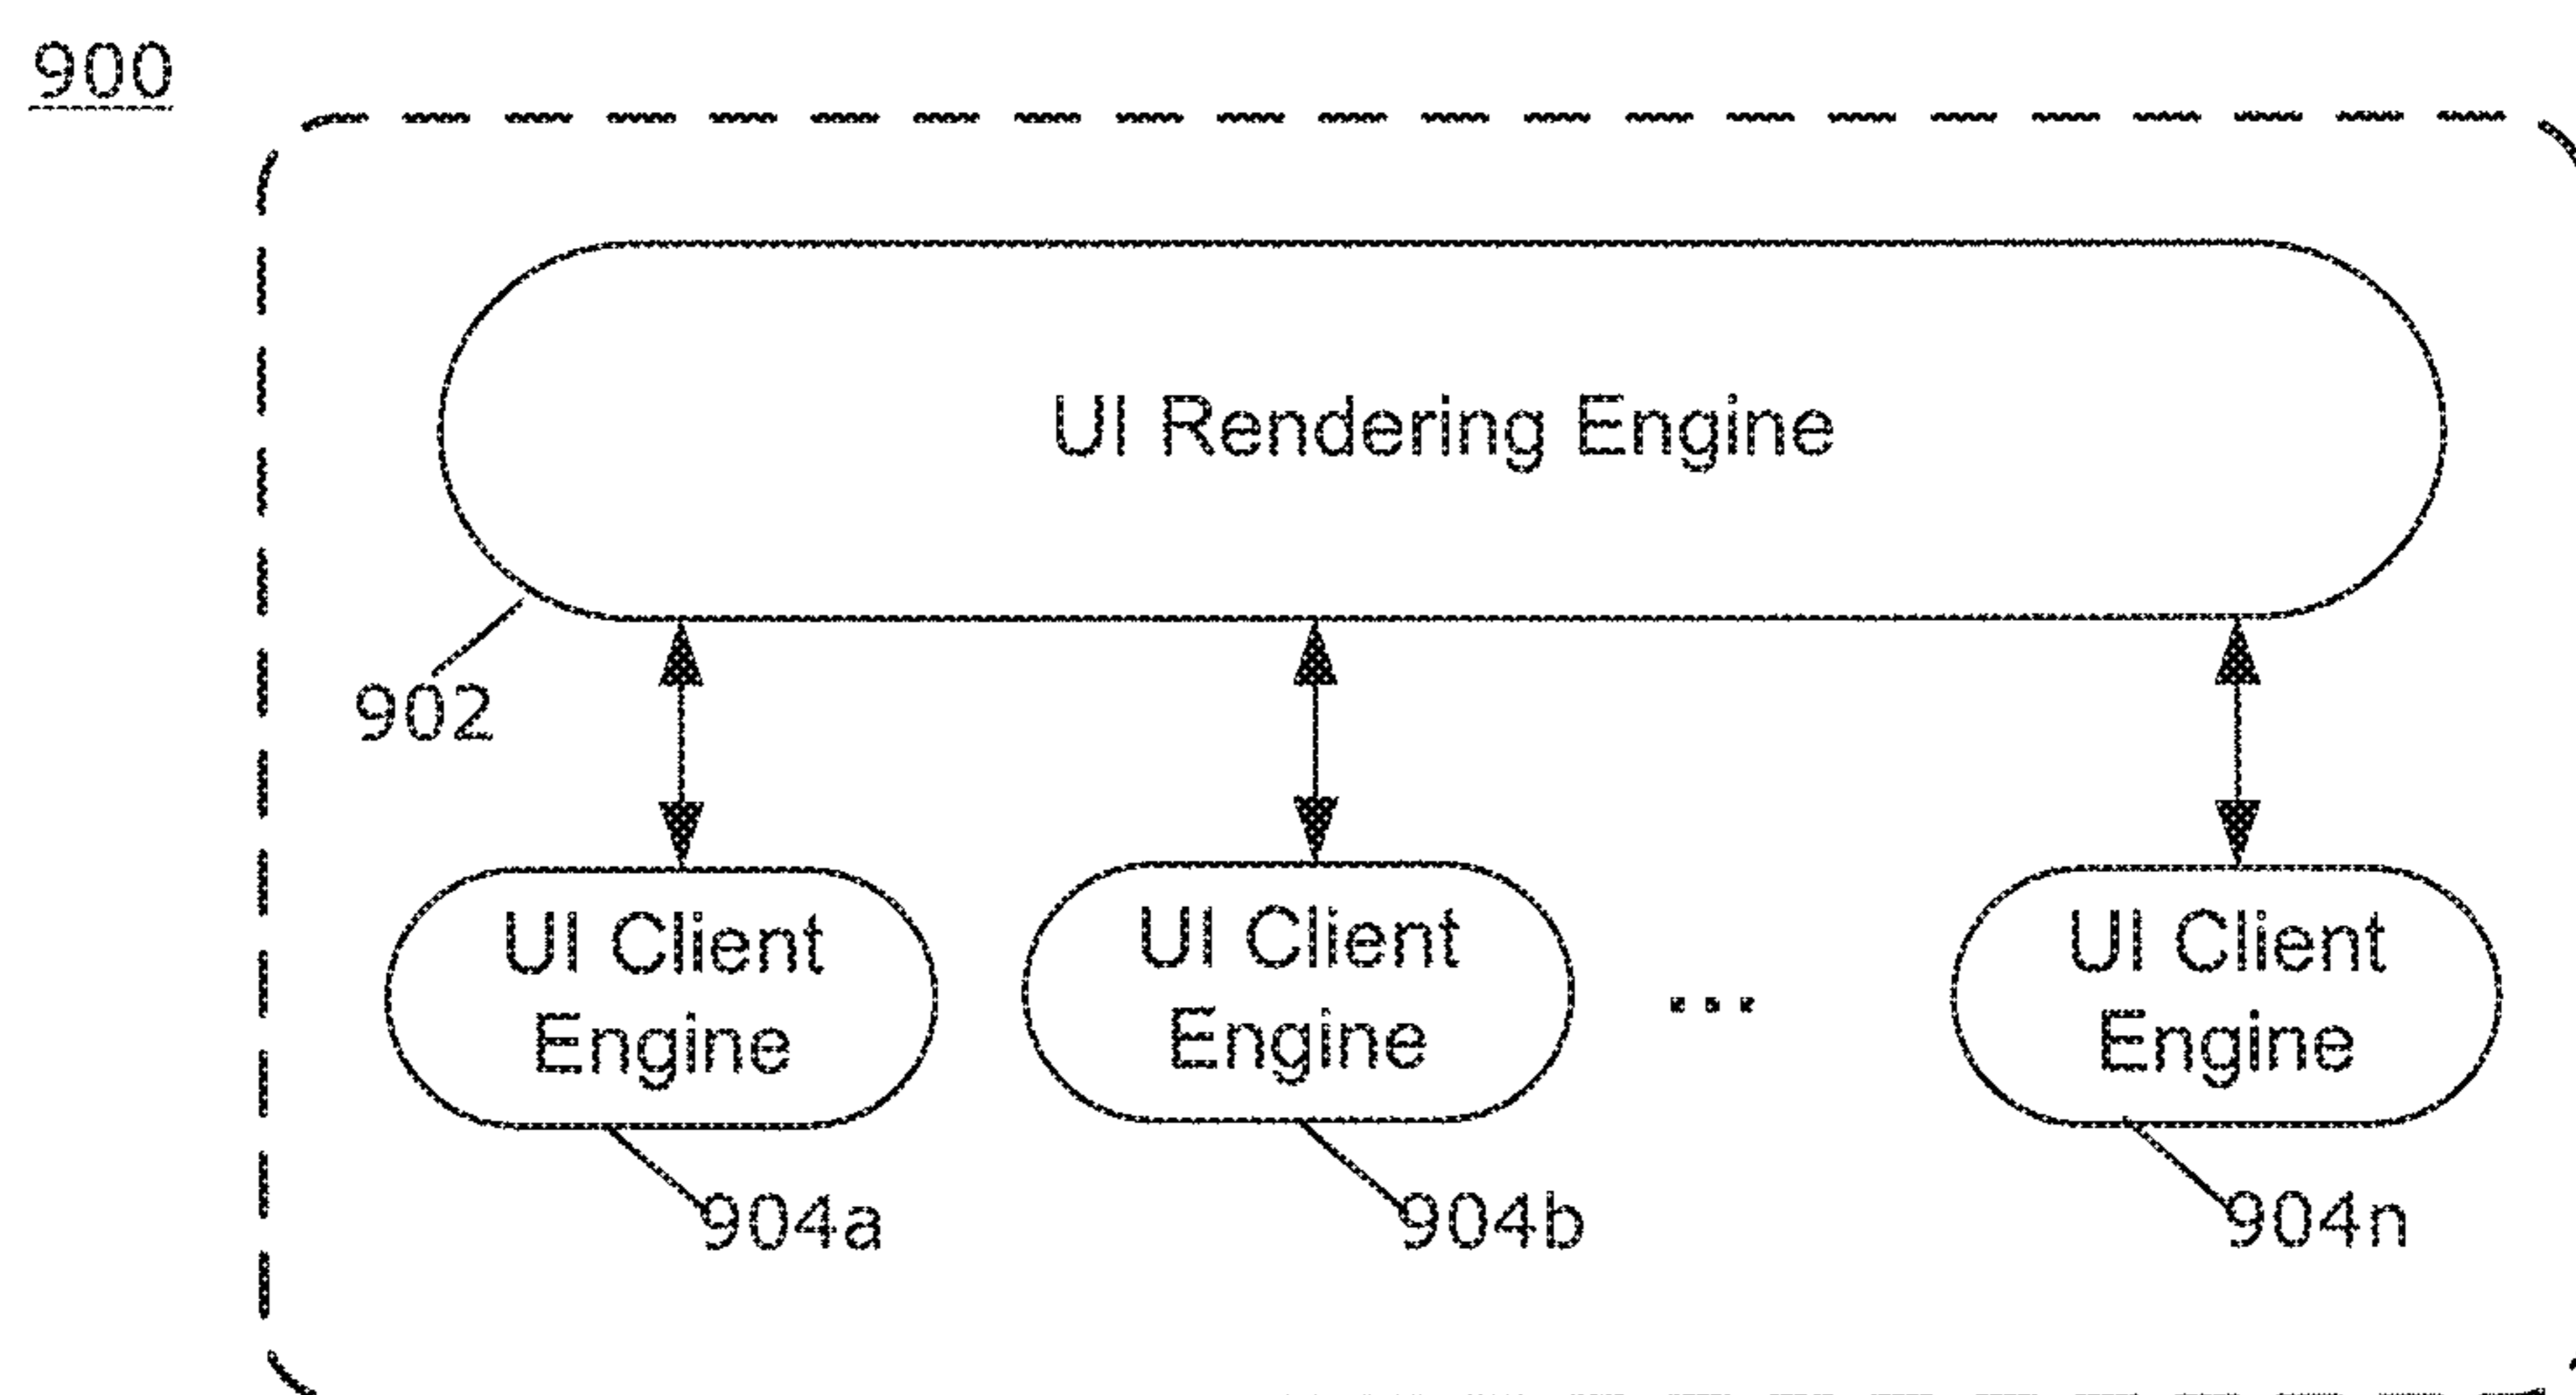 900
UI Rendering Engine
902
UI Client
Engine
UI Client
Engine
...
UI Client
Engine
904a
904b
904n